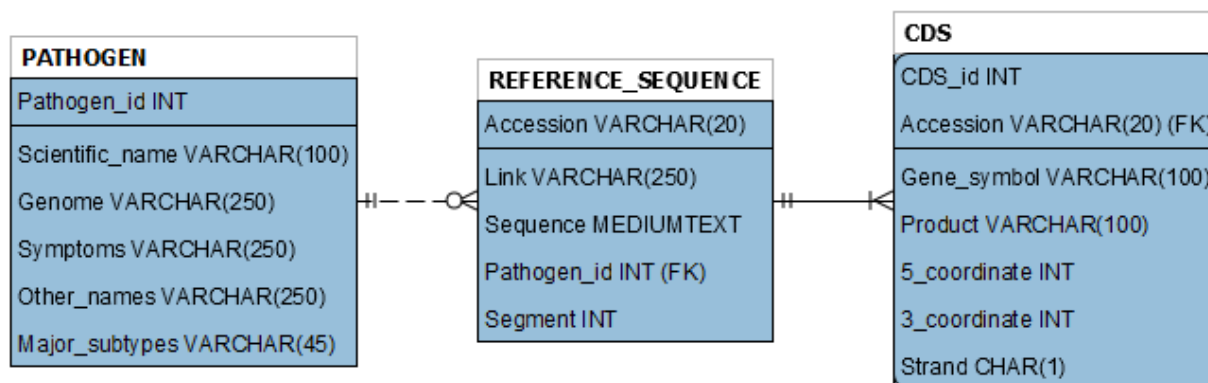 PATHOGEN
Pathogen_id INT
Scientific_name VARCHAR(100)
Genome VARCHAR(250)
Symptoms VARCHAR(250)
Other_names VARCHAR(250)
Major_subtypes VARCHAR(45)
REFERENCE_SEQUENCE
Accession VARCHAR(20)
Link VARCHAR(250)
Sequence MEDIUMTEXT
Pathogen_id INT (FK)
Segment INT
CDS
CDS_id INT
Accession VARCHAR(20) (FK)
Gene_symbol VARCHAR(100)
Product VARCHAR(100)
5_coordinate INT
3_coordinate INT
Strand CHAR(1)